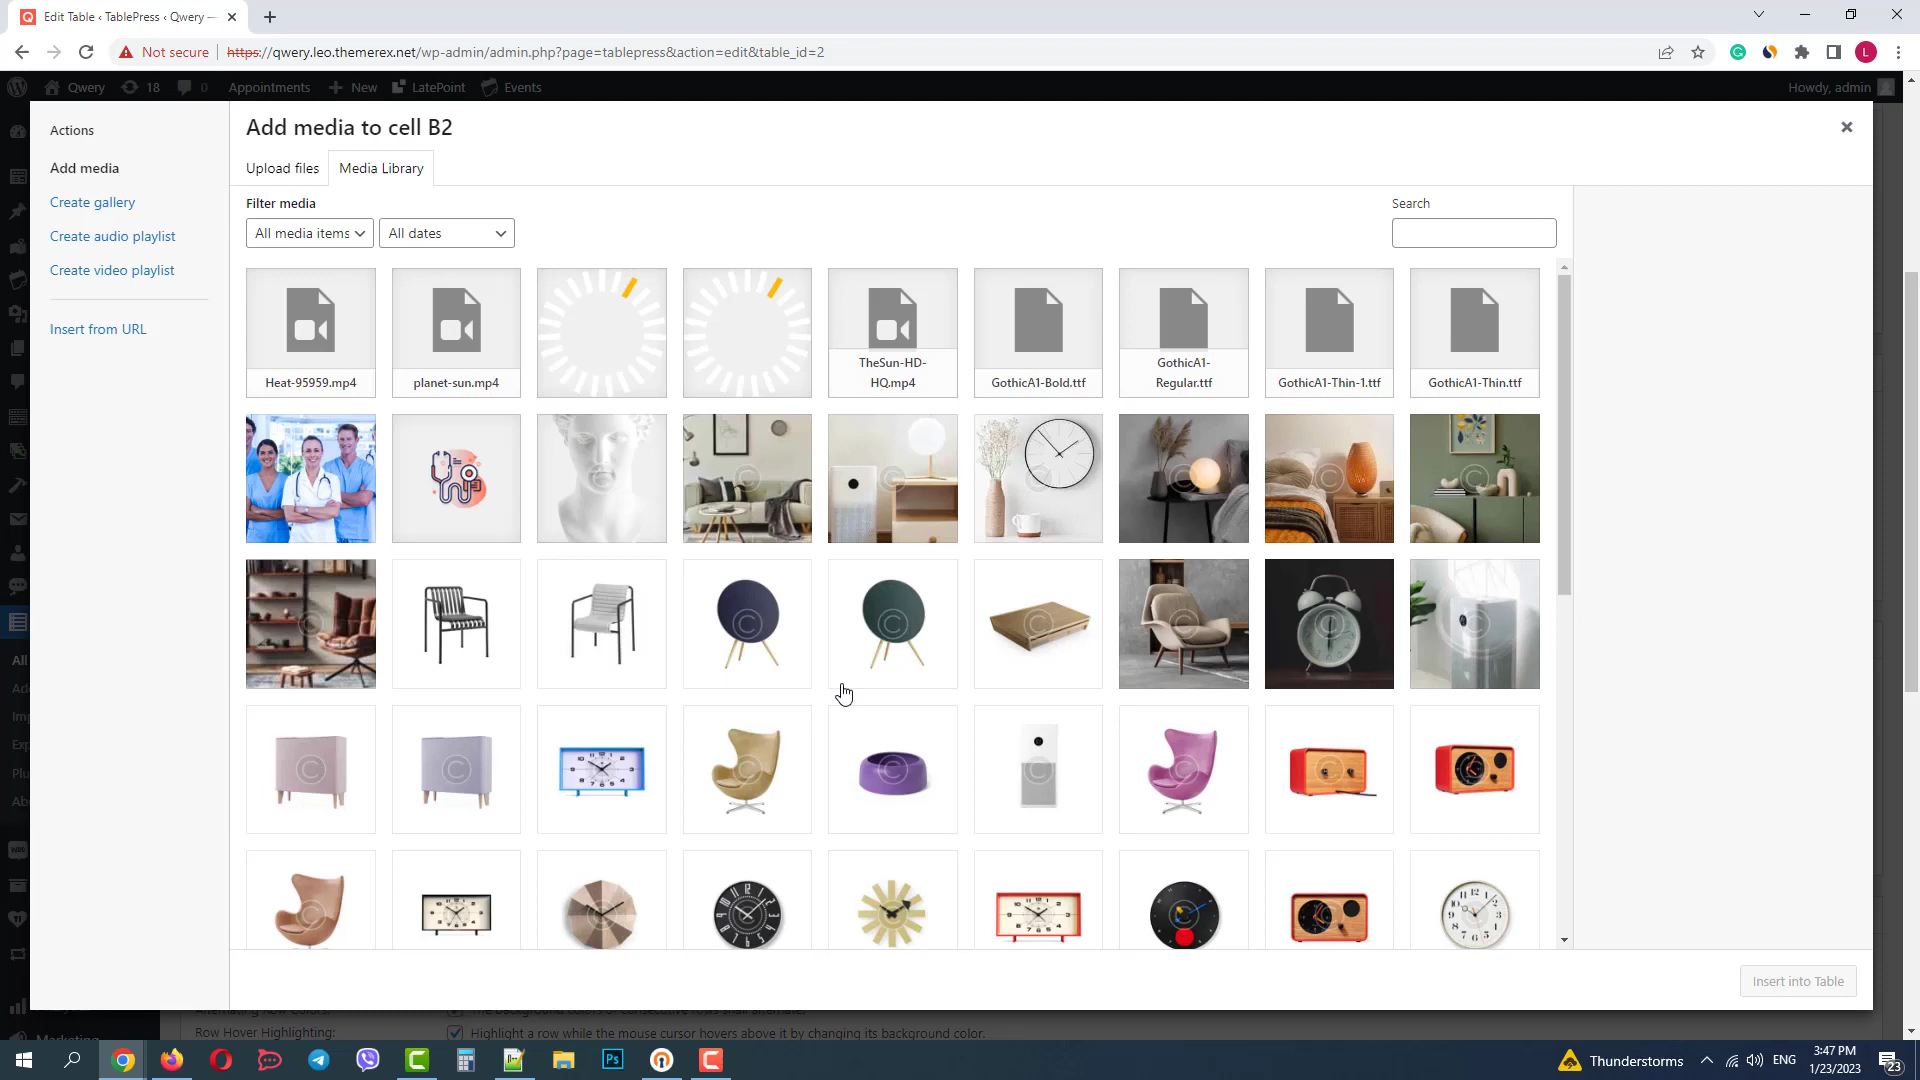 Edit Table ‹ TablePress ‹ Qwery —
Not secure
https://qwery.leo.themerex.net/wp-admin/admin.php?page=tablepress&action=edit&table_id=2
L
Qwery
18
0
Appointments
New
LatePoint
Events
Howdy, admin
Actions
Add media
Create gallery
Create audio playlist
Create video playlist
Insert from URL
Add media to cell B2
Upload files
Media Library
Filter media
All media items
All dates
Search
Heat-95959.mp4
planet-sun.mp4
TheSun-HD-
HQ.mp4
GothicA1-Bold.ttf
GothicA1-
Regular.ttf
GothicA1-Thin-1.ttf
GothicA1-Thin.ttf
All
Insert into Table
Row Hover Highlighting:
Highlight a row while the mouse cursor hovers above it by changing its background color.
Thunderstorms
ENG
3:47 PM
1/23/2023
23